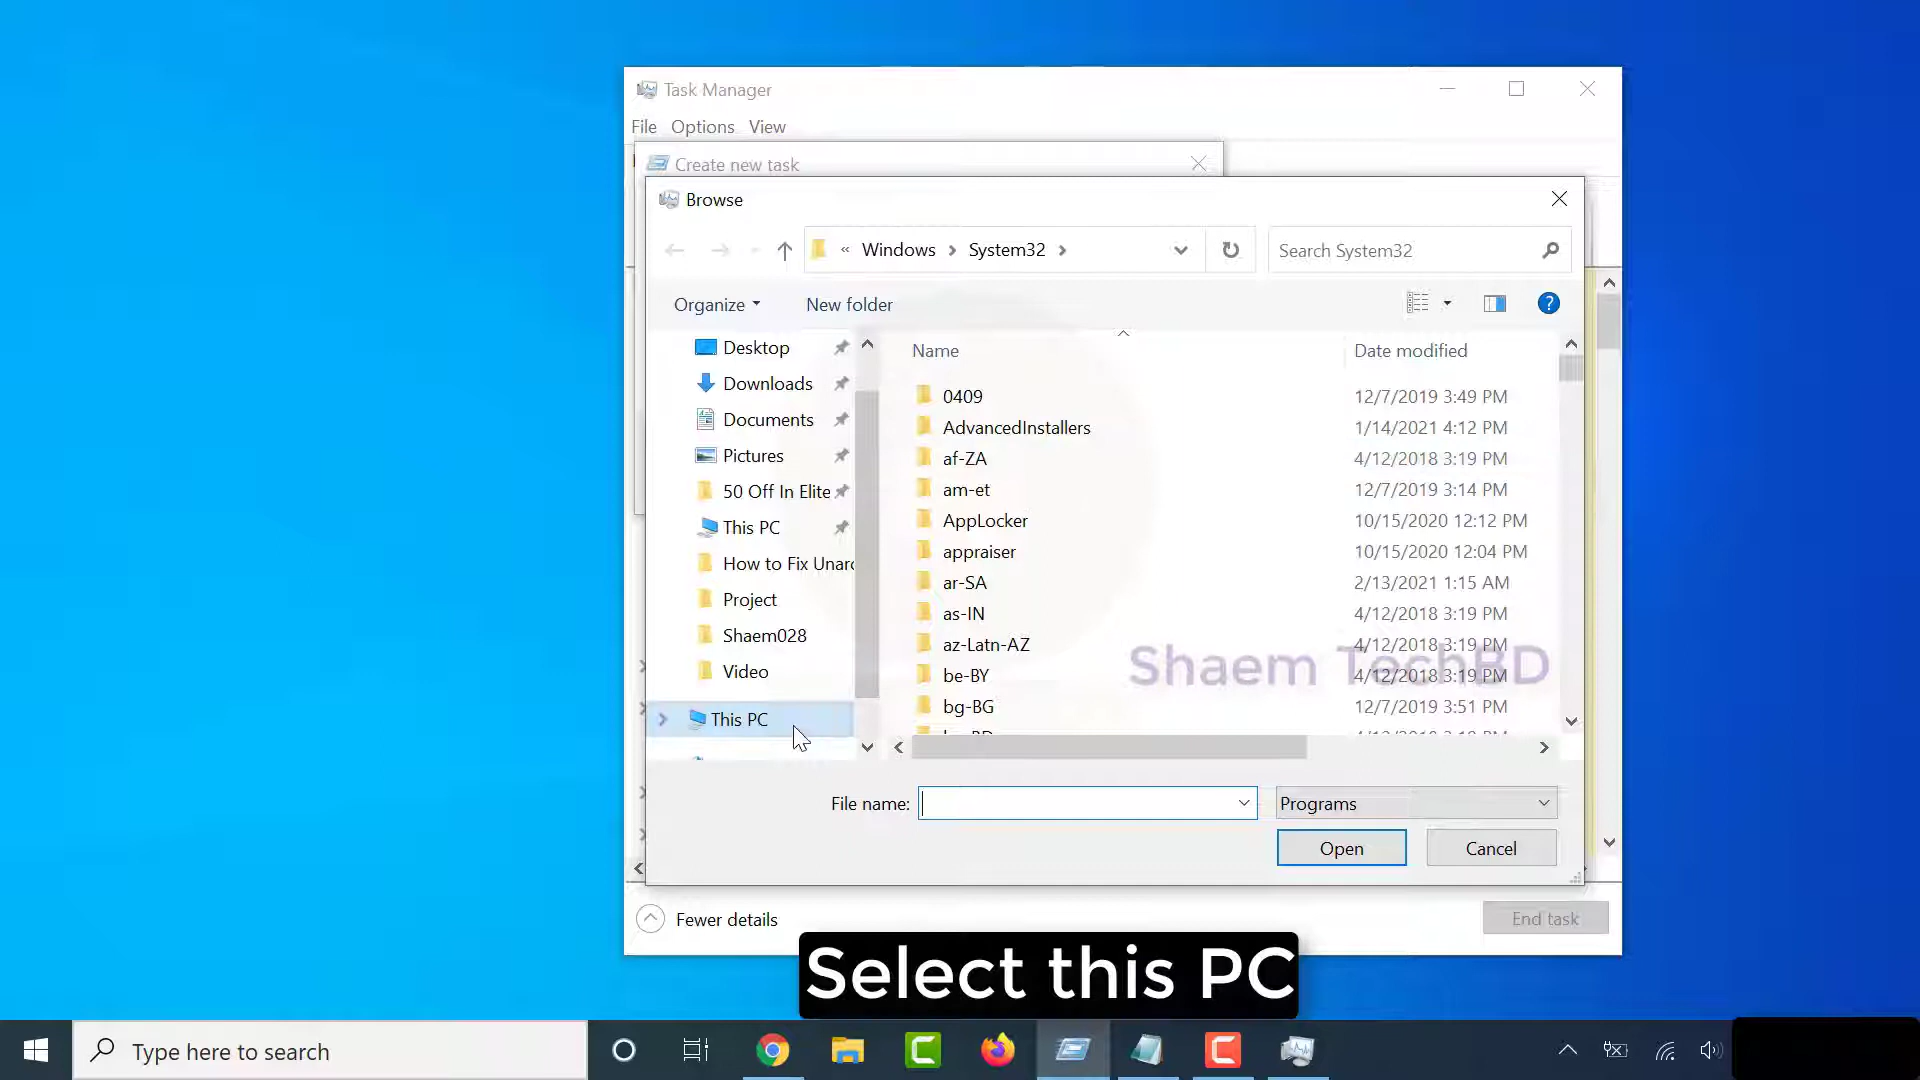 Task Manager
File Options View
Create new task
Browse
« Windows > System32 >
Search System32
Organize
New folder
Name
Date modified
Desktop
Downloads
Documents
Pictures
50 Off In Elite
This PC
How to Fix Unarc
Project
Shaem028
Video
This PC
0409 12/7/2019 3:49 PM
AdvancedInstallers 1/14/2021 4:12 PM
af-ZA 4/12/2018 3:19 PM
am-et 12/7/2019 3:14 PM
AppLocker 10/15/2020 12:12 PM
appraiser 10/15/2020 12:04 PM
ar-SA 2/13/2021 1:15 AM
as-IN 4/12/2018 3:19 PM
az-Latn-AZ 4/12/2018 3:19 PM
be-BY 4/12/2018 3:19 PM
bg-BG 12/7/2019 3:51 PM
Shaem TechBD
File name:
Programs
Open
Cancel
Fewer details
End task
Select this PC
Type here to search